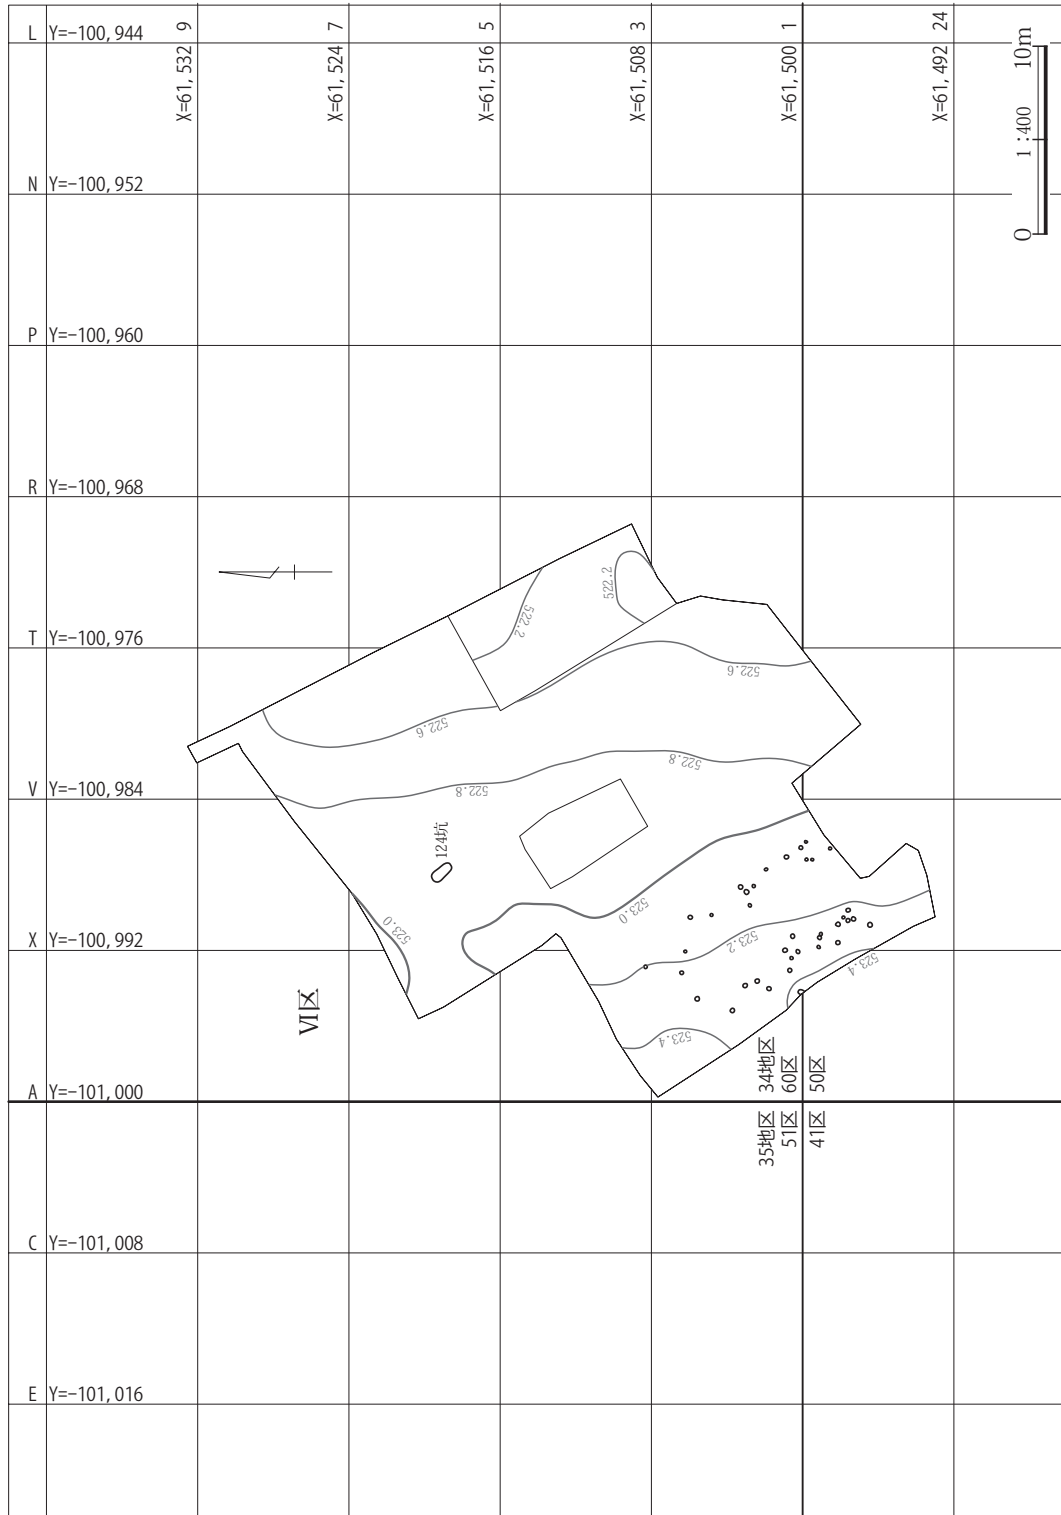 L Y=-100,944
N Y=-100,952
P Y=-100,960
R Y=-100,968
T Y=-100,976
V Y=-100,984
X Y=-100,992
A Y=-101,000
C Y=-101,008
E Y=-101,016
X=61,532 9
X=61,524 7
X=61,516 5
X=61,508 3
X=61,500 1
X=61,492 24
0 1:400 10m
522.2
522.2
522.6
522.6
522.8
522.8
124坑
523.0
523.0
523.2
523.4
523.4
Ⅵ区
34地区
60区
50区
35地区
51区
41区